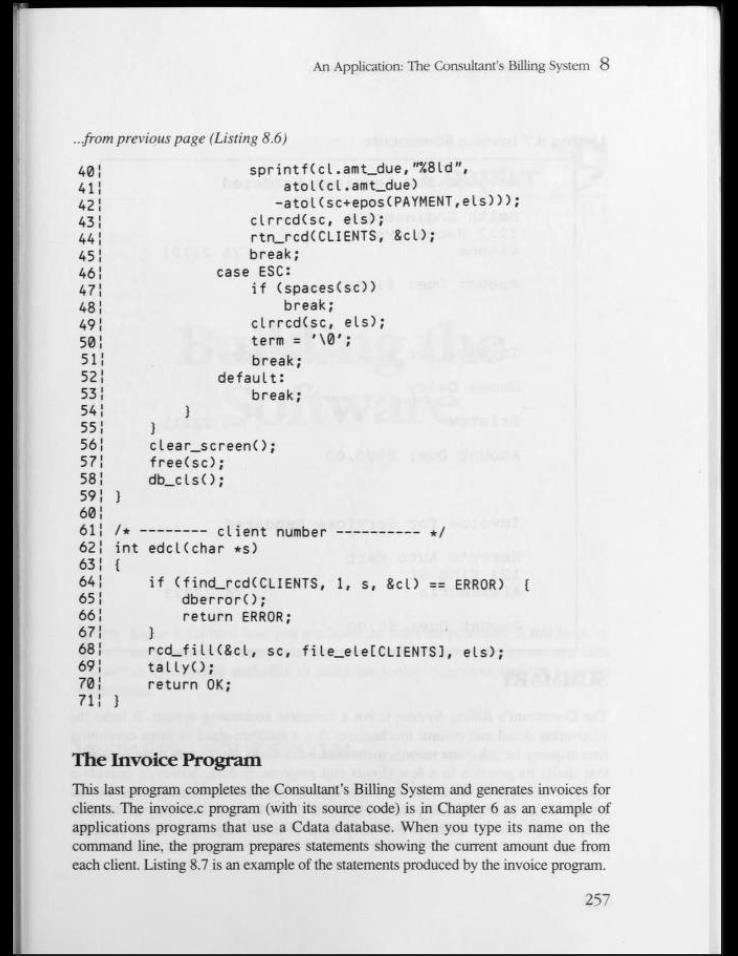 An Application: The Consultant's Billing System 8
...from previous page (Listing 8.6)
40¦                 sprintf(cl.amt_due,"%8ld",
41¦                     atol(cl.amt_due)
42¦                    -atol(sc+epos(PAYMENT,els)));
43¦                 clrrcd(sc, els);
44¦                 rtn_rcd(CLIENTS, &cl);
45¦                 break;
46¦             case ESC:
47¦                 if (spaces(sc))
48¦                     break;
49¦                 clrrcd(sc, els);
50¦                 term = '\0';
51¦                 break;
52¦             default:
53¦                 break;
54¦         }
55¦     }
56¦     clear_screen();
57¦     free(sc);
58¦     db_cls();
59¦ }
60¦
61¦ /* -------- client number ---------- */
62¦ int edcl(char *s)
63¦ {
64¦     if (find_rcd(CLIENTS, 1, s, &cl) == ERROR)  {
65¦         dberror();
66¦         return ERROR;
67¦     }
68¦     rcd_fill(&cl, sc, file_ele[CLIENTS], els);
69¦     tally();
70¦     return OK;
71¦ }
The Invoice Program
This last program completes the Consultant's Billing System and generates invoices for
clients. The invoice.c program (with its source code) is in Chapter 6 as an example of
applications programs that use a Cdata database. When you type its name on the
command line, the program prepares statements showing the current amount due from
each client. Listing 8.7 is an example of the statements produced by the invoice program.
257